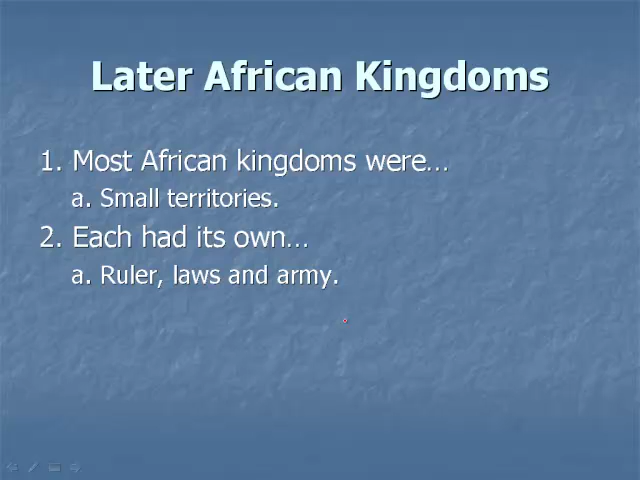 Later African Kingdoms
1. Most African kingdoms were…
a. Small territories.
2. Each had its own…
a. Ruler, laws and army.